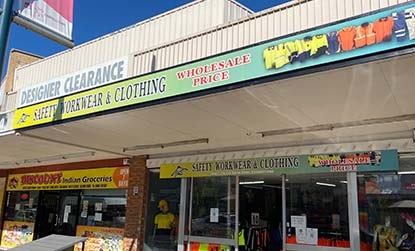 DESIGNER CLEARANCE
SAFETY WORKWEAR & CLOTHING
WHOLESALE
PRICE
DISCOUNT
Indian Groceries
SAFETY WORKWEAR & CLOTHING
WHOLESALE
PRICE